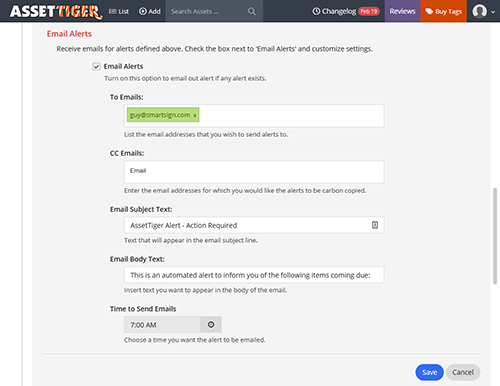 ASSETTIGER List Add Search Assets ... Changelog Feb 19 Reviews Buy Tags
Email Alerts
Receive emails for alerts defined above. Check the box next to 'Email Alerts' and customize settings.
Email Alerts
Turn on this option to email out alert if any alert exists.
To Emails:
guy@smartsign.com ×
List the email addresses that you wish to send alerts to.
CC Emails:
Email
Enter the email addresses for which you would like the alerts to be carbon copied.
Email Subject Text:
AssetTiger Alert - Action Required
Text that will appear in the email subject line.
Email Body Text:
This is an automated alert to inform you of the following items coming due:
Insert text you want to appear in the body of the email.
Time to Send Emails
7:00 AM
Choose a time you want the alert to be emailed.
Save Cancel